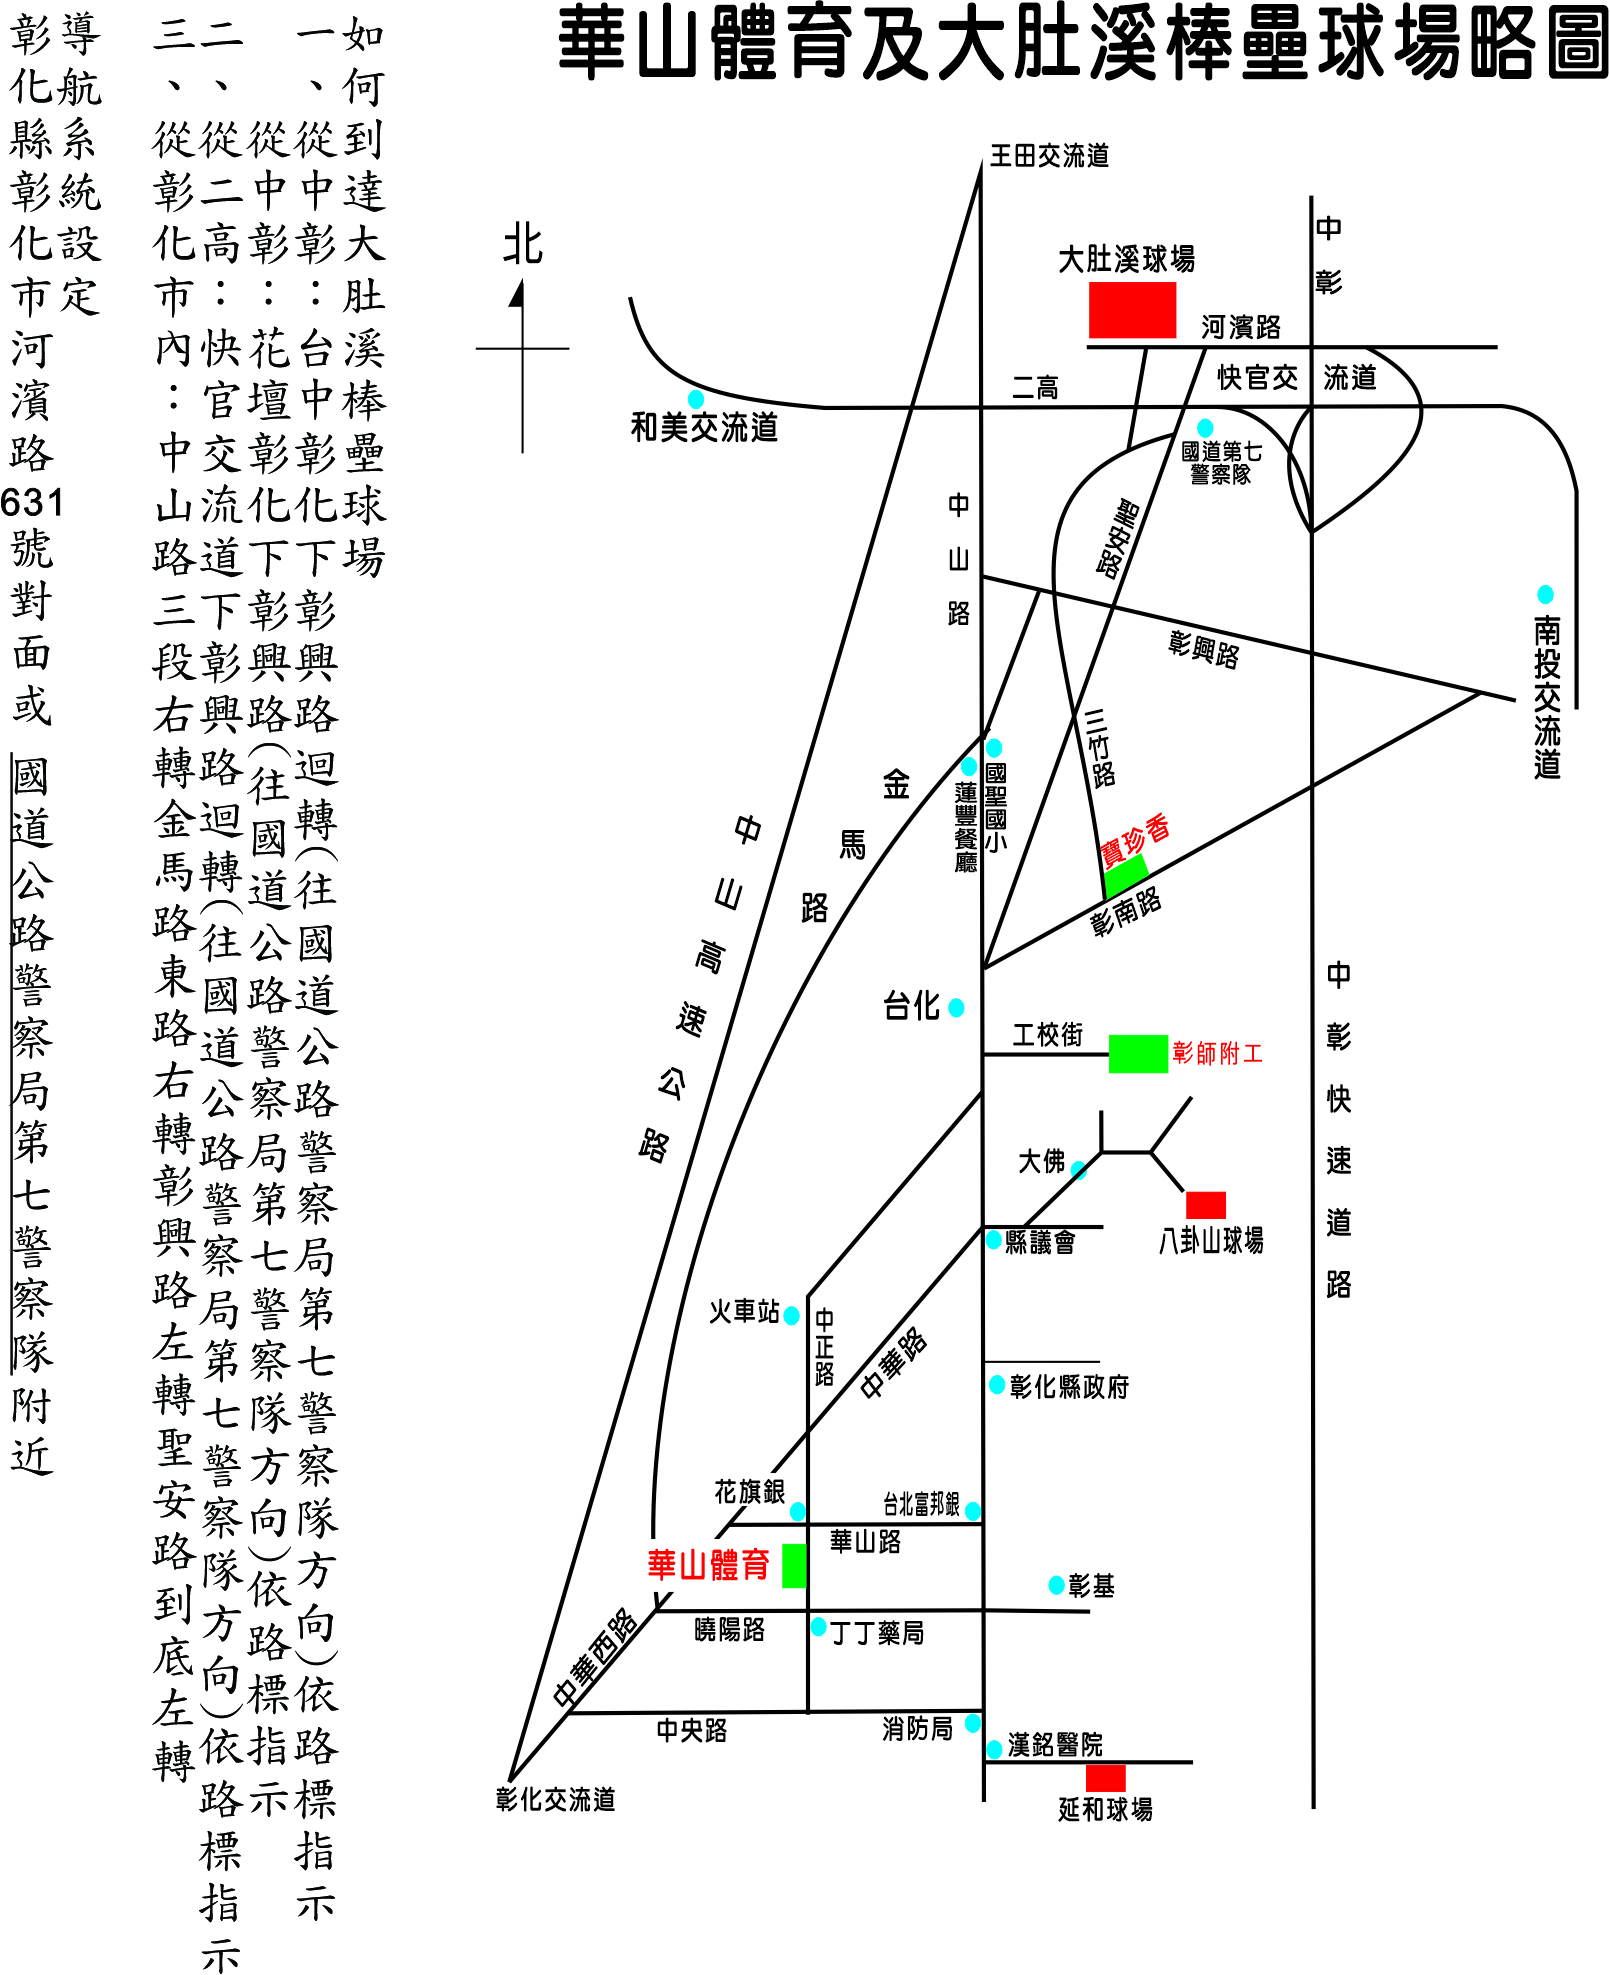 華山體育及大肚溪棒壘球場略圖
如何到達大肚溪棒壘球場
一、從中彰：台中彰化下彰興路迴轉(往國道公路警察局第七警察隊方向)依路標指示
從中彰：花壇彰化下彰興路(往國道公路警察局第七警察隊方向)依路標指示
二、從二高：快官交流道下彰興路迴轉(往國道公路警察局第七警察隊方向)依路標指示
三、從彰化市內：中山路三段右轉金馬路東路右轉彰興路左轉聖安路到底左轉
導航系統設定
彰化縣彰化市河濱路631號對面或 國道公路警察局第七警察隊附近
北
王田交流道
中彰
大肚溪球場
河濱路
快官交流道
二高
和美交流道
國道第七
警察隊
中山路
聖安路
彰興路
南投交流道
三竹路
金馬路
國聖國小
蓮豐餐廳
寶珍香
彰南路
中山高速公路
台化
工校街
彰師附工
中彰快速道路
大佛
縣議會
八卦山球場
火車站
中正路
中華路
彰化縣政府
花旗銀
台北富邦銀
華山路
華山體育
彰基
曉陽路
丁丁藥局
中華西路
中央路
消防局
漢銘醫院
彰化交流道
延和球場